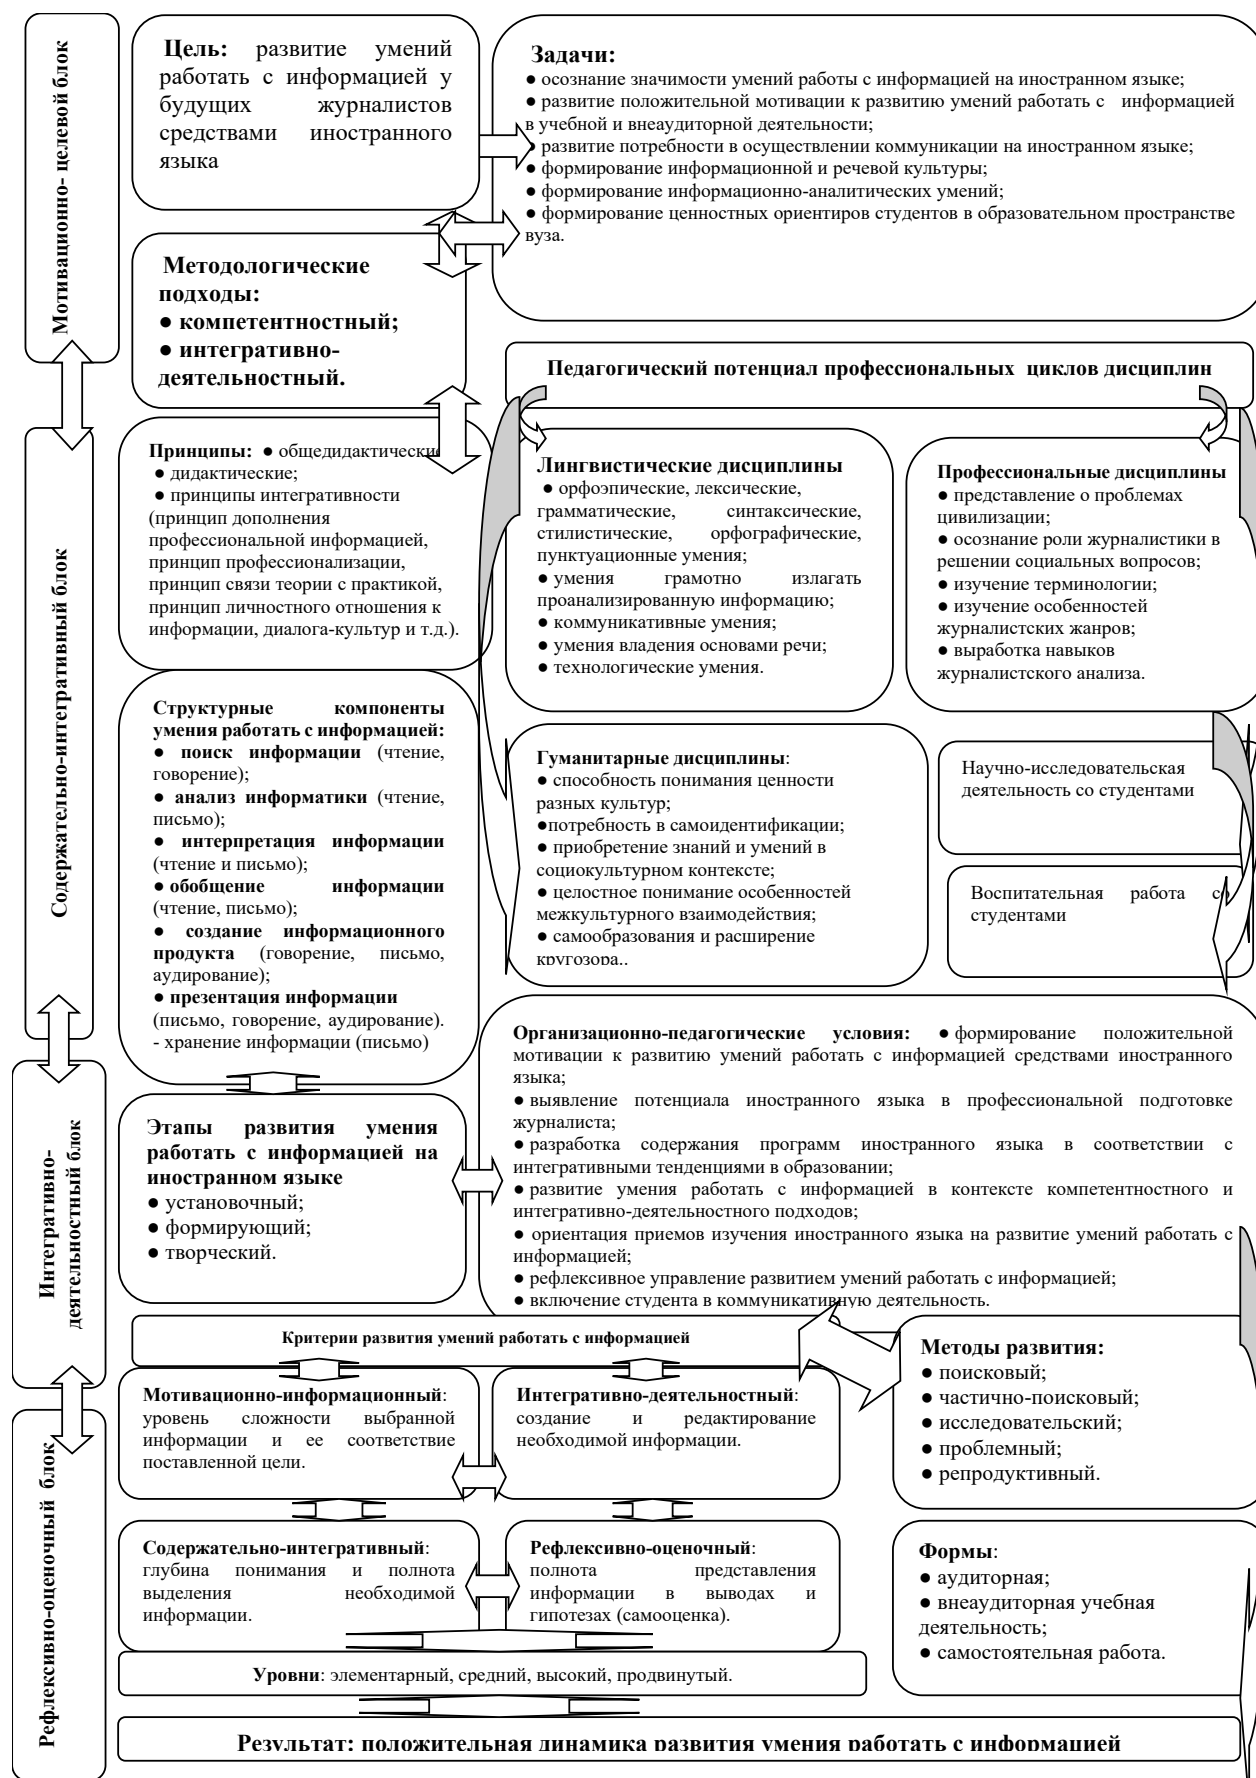 Мотивационно- целевой блок
Цель: развитие умений
работать с информацией у
будущих журналистов
средствами иностранного
языка
Задачи:
● осознание значимости умений работы с информацией на иностранном языке;
● развитие положительной мотивации к развитию умений работать с информацией
в учебной и внеаудиторной деятельности;
● развитие потребности в осуществлении коммуникации на иностранном языке;
● формирование информационной и речевой культуры;
● формирование информационно-аналитических умений;
● формирование ценностных ориентиров студентов в образовательном пространстве
вуза.
Методологические
подходы:
● компетентностный;
● интегративно-
деятельностный.
Содержательно-интегративный блок
Педагогический потенциал профессиональных циклов дисциплин
Принципы: ● общедидактические
● дидактические;
● принципы интегративности
(принцип дополнения
профессиональной информацией,
принцип профессионализации,
принцип связи теории с практикой,
принцип личностного отношения к
информации, диалога-культур и т.д.).
Лингвистические дисциплины
● орфоэпические, лексические,
грамматические, синтаксические,
стилистические, орфографические,
пунктуационные умения;
● умения грамотно излагать
проанализированную информацию;
● коммуникативные умения;
● умения владения основами речи;
● технологические умения.
Профессиональные дисциплины
● представление о проблемах
цивилизации;
● осознание роли журналистики в
решении социальных вопросов;
● изучение терминологии;
● изучение особенностей
журналистских жанров;
● выработка навыков
журналистского анализа.
Структурные компоненты
умения работать с информацией:
● поиск информации (чтение,
говорение);
● анализ информатики (чтение,
письмо);
● интерпретация информации
(чтение и письмо);
● обобщение информации
(чтение, письмо);
● создание информационного
продукта (говорение, письмо,
аудирование);
● презентация информации
(письмо, говорение, аудирование).
- хранение информации (письмо)
Гуманитарные дисциплины:
● способность понимания ценности
разных культур;
●потребность в самоидентификации;
● приобретение знаний и умений в
социокультурном контексте;
● целостное понимание особенностей
межкультурного взаимодействия;
● самообразования и расширение
кругозора..
Научно-исследовательская
деятельность со студентами
Воспитательная работа со
студентами
Интегративно-
деятельностный блок
Этапы развития умения
работать с информацией на
иностранном языке
● установочный;
● формирующий;
● творческий.
Организационно-педагогические условия: ● формирование положительной
мотивации к развитию умений работать с информацией средствами иностранного
языка;
● выявление потенциала иностранного языка в профессиональной подготовке
журналиста;
● разработка содержания программ иностранного языка в соответствии с
интегративными тенденциями в образовании;
● развитие умения работать с информацией в контексте компетентностного и
интегративно-деятельностного подходов;
● ориентация приемов изучения иностранного языка на развитие умений работать с
информацией;
● рефлексивное управление развитием умений работать с информацией;
● включение студента в коммуникативную деятельность.
Критерии развития умений работать с информацией
Рефлексивно-оценочный блок
Мотивационно-информационный:
уровень сложности выбранной
информации и ее соответствие
поставленной цели.
Интегративно-деятельностный:
создание и редактирование
необходимой информации.
Методы развития:
● поисковый;
● частично-поисковый;
● исследовательский;
● проблемный;
● репродуктивный.
Содержательно-интегративный:
глубина понимания и полнота
выделения необходимой
информации.
Рефлексивно-оценочный:
полнота представления
информации в выводах и
гипотезах (самооценка).
Формы:
● аудиторная;
● внеаудиторная учебная
деятельность;
● самостоятельная работа.
Уровни: элементарный, средний, высокий, продвинутый.
Результат: положительная динамика развития умения работать с информацией